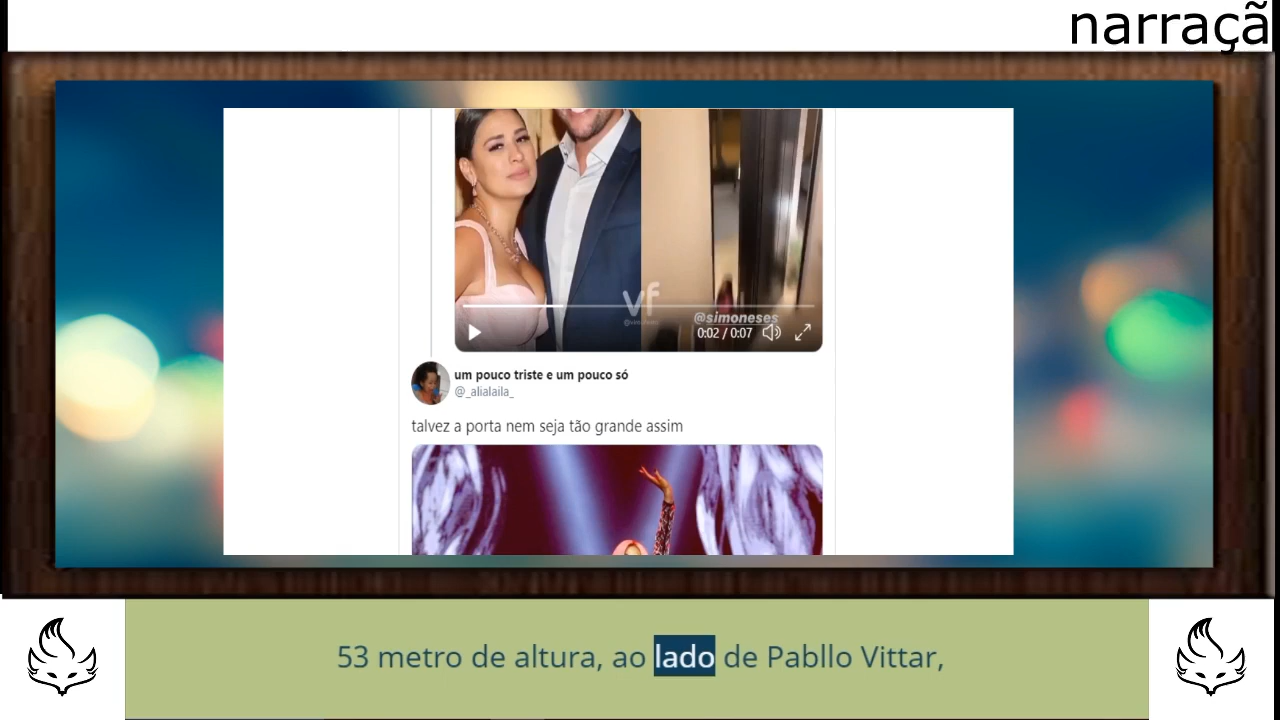 narraçã
vf
@simoneses
0:02 / 0:07
um pouco triste e um pouco só
@_alialaila_
talvez a porta nem seja tão grande assim
53 metro de altura, ao lado de Pabllo Vittar,